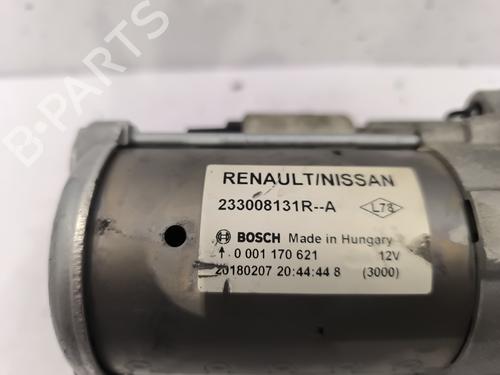 RENAULT/NISSAN
233008131R--A
L78
BOSCH Made in Hungary
0 001 170 621 12V
20180207 20:44:44 8 (3000)
B-PARTS